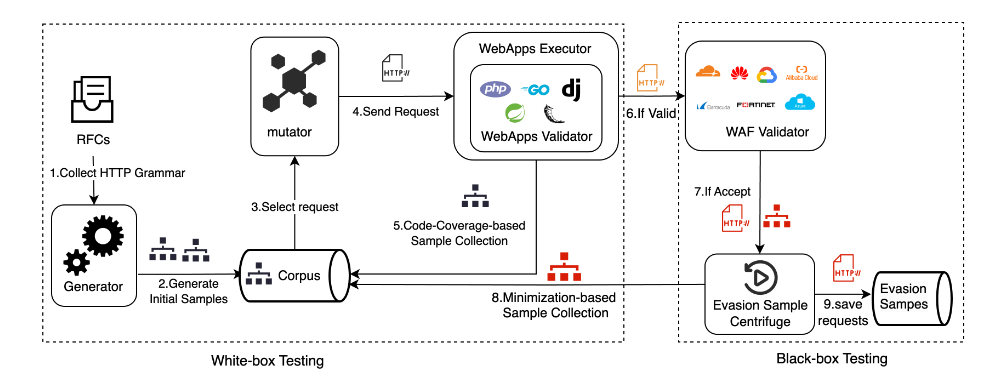 RFCs
1.Collect HTTP Grammar
Generator
2.Generate
Initial Samples
mutator
3.Select request
Corpus
HTTP://
4.Send Request
WebApps Executor
php
GO
dj
WebApps Validator
5.Code-Coverage-based
Sample Collection
White-box Testing
HTTP://
6.If Valid
Alibaba Cloud
Barracuda
FORTINET
WAF Validator
7.If Accept
HTTP://
8.Minimization-based
Sample Collection
Evasion Sample
Centrifuge
HTTP://
9.save
requests
Evasion
Sampes
Black-box Testing